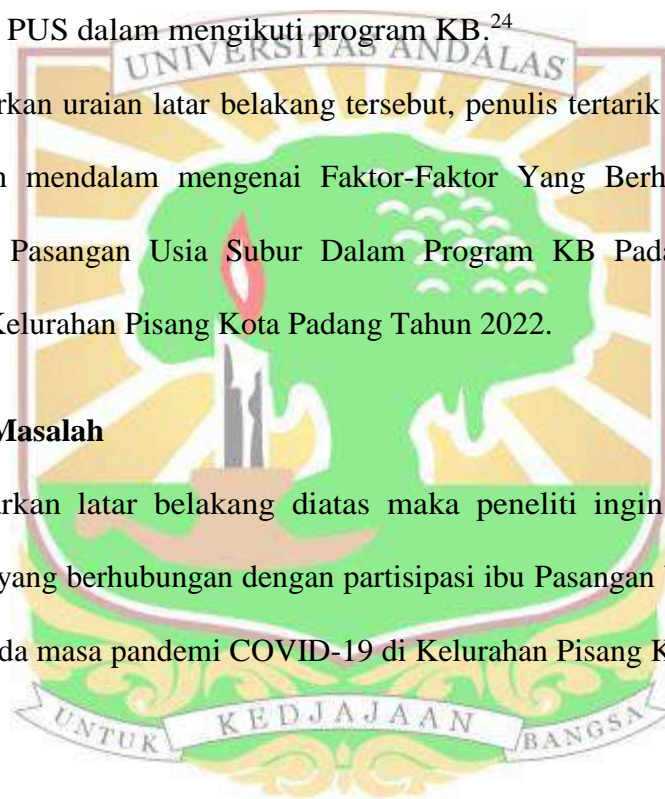 PUS dalam mengikuti program KB.24
UNIVERSITAS ANDALAS
rkan uraian latar belakang tersebut, penulis tertarik
mendalam mengenai Faktor-Faktor Yang Berh
Pasangan Usia Subur Dalam Program KB Pada
Kelurahan Pisang Kota Padang Tahun 2022.
Masalah
rkan latar belakang diatas maka peneliti ingin
yang berhubungan dengan partisipasi ibu Pasangan
da masa pandemi COVID-19 di Kelurahan Pisang K
UNTUK KEDJAJAAN BANGSA